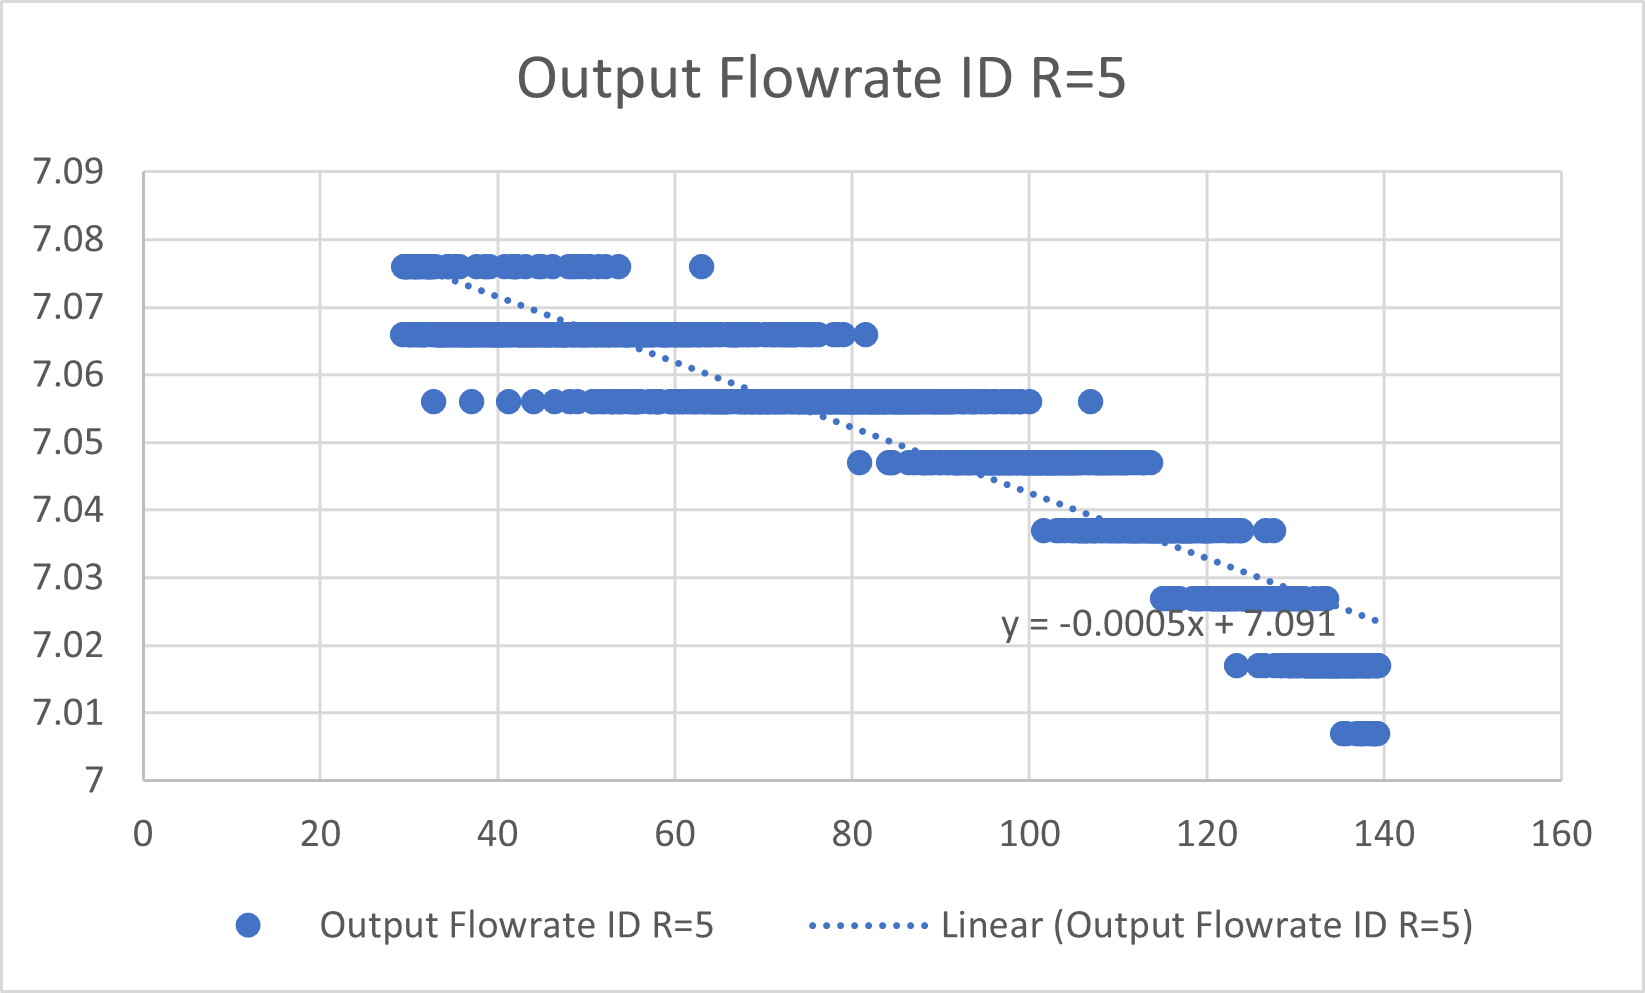 Output Flowrate ID R=5
7.09
7.08
7.07
7.06
7.05
7.04
7.03
7.02
7.01
7
y = -0.0005x + 7.091
0 20 40 60 80 100 120 140 160
Output Flowrate ID R=5 Linear (Output Flowrate ID R=5)